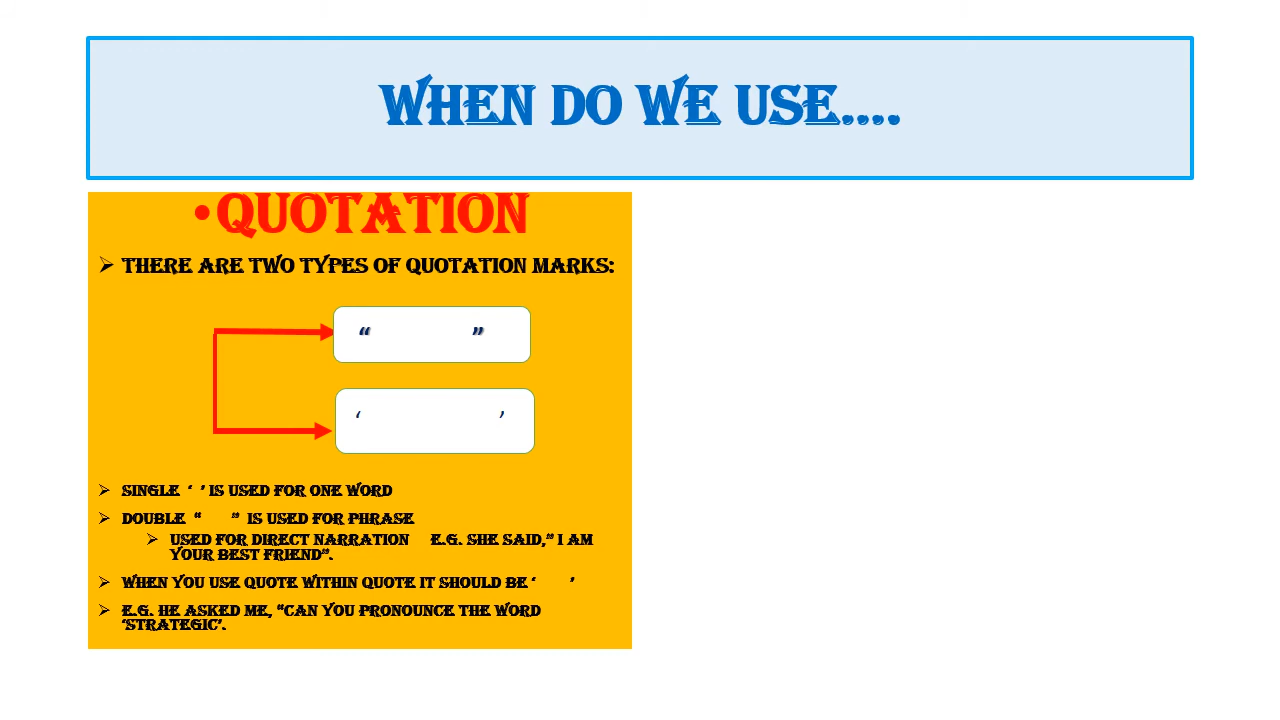 WHEN DO WE USE....
•QUOTATION
➢ THERE ARE TWO TYPES OF QUOTATION MARKS:
“ ”
‘ ’
➢ SINGLE ‘ ’ IS USED FOR ONE WORD
➢ DOUBLE “ ” IS USED FOR PHRASE
➢ USED FOR DIRECT NARRATION E.G. SHE SAID,” I AM
YOUR BEST FRIEND”.
➢ WHEN YOU USE QUOTE WITHIN QUOTE IT SHOULD BE ‘ ’
➢ E.G. HE ASKED ME, “CAN YOU PRONOUNCE THE WORD
‘STRATEGIC’.